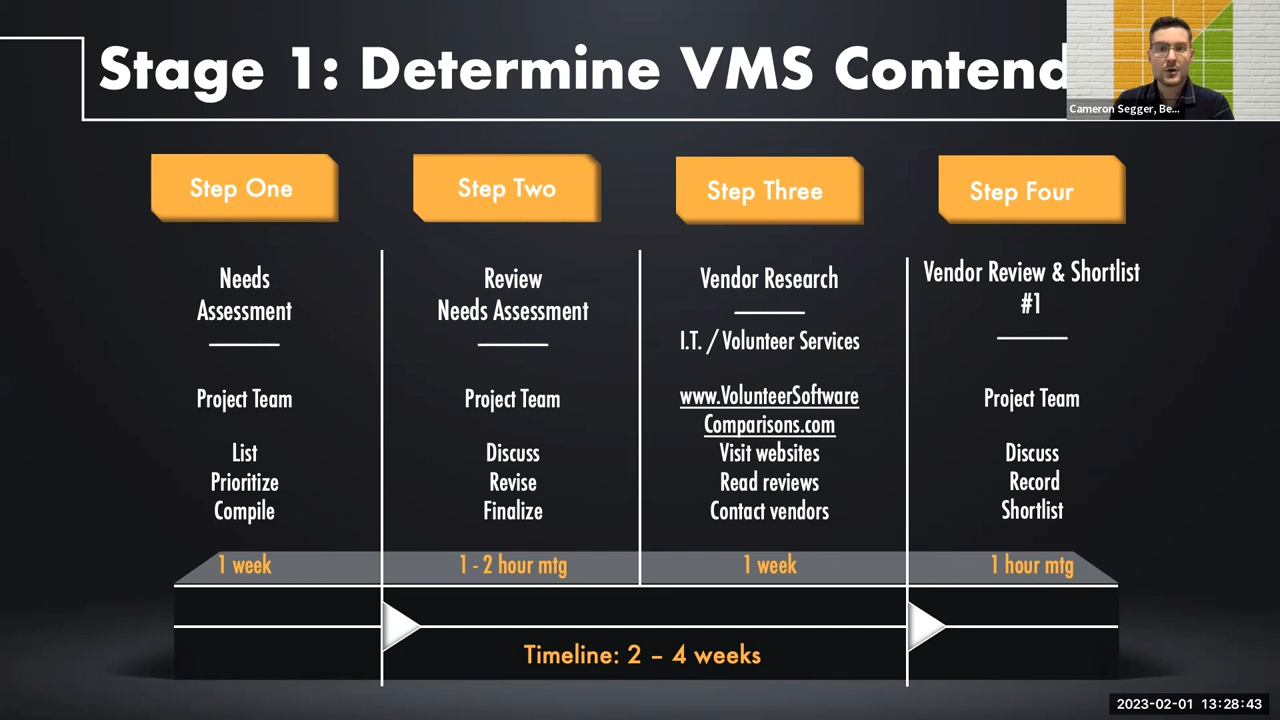 Stage 1: Determine VMS Contend
Cameron Segger, Be...
Step One
Step Two
Step Three
Step Four
Needs
Assessment
Project Team
List
Prioritize
Compile
1 week
Review
Needs Assessment
Project Team
Discuss
Revise
Finalize
1 - 2 hour mtg
Vendor Research
I.T. / Volunteer Services
www.VolunteerSoftware
Comparisons.com
Visit websites
Read reviews
Contact vendors
1 week
Vendor Review & Shortlist
#1
Project Team
Discuss
Record
Shortlist
1 hour mtg
Timeline: 2 – 4 weeks
2023-02-01 13:28:43